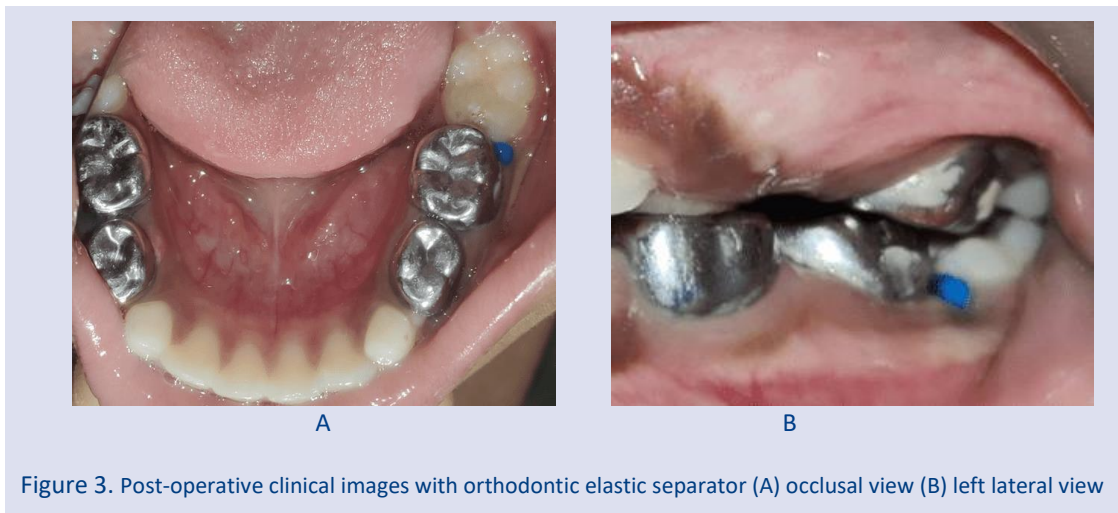 A
B
Figure 3. Post-operative clinical images with orthodontic elastic separator (A) occlusal view (B) left lateral view